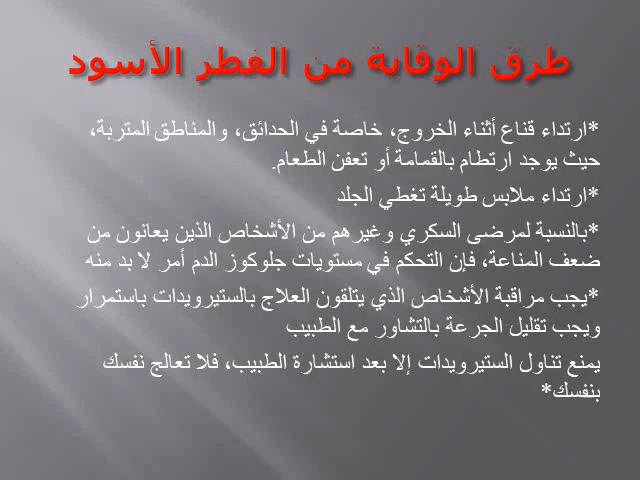 طرق الوقاية من الفطر الأسود
*ارتداء قناع أثناء الخروج، خاصة في الحدائق، والمناطق المتربة،
حيث يوجد ارتطام بالقمامة أو تعفن الطعام.
*ارتداء ملابس طويلة تغطي الجلد
*بالنسبة لمرضى السكري وغيرهم من الأشخاص الذين يعانون من
ضعف المناعة، فإن التحكم في مستويات جلوكوز الدم أمر لا بد منه
*يجب مراقبة الأشخاص الذي يتلقون العلاج بالستيرويدات باستمرار
ويجب تقليل الجرعة بالتشاور مع الطبيب
يمنع تناول الستيرويدات إلا بعد استشارة الطبيب، فلا تعالج نفسك
بنفسك*